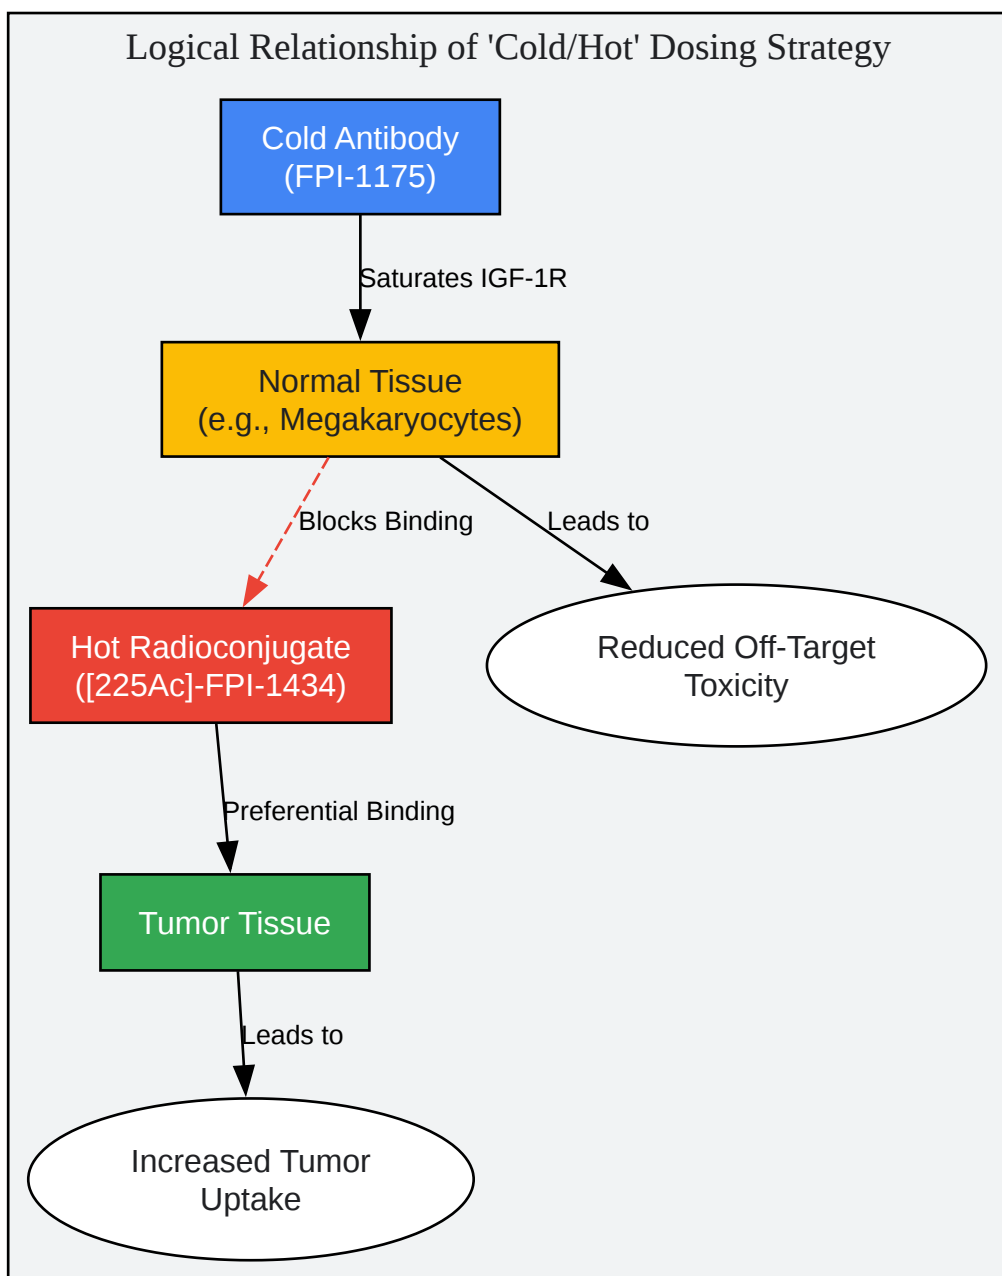 Logical Relationship of 'Cold/Hot' Dosing Strategy
Cold Antibody
(FPI-1175)
Saturates IGF-1R
Normal Tissue
(e.g., Megakaryocytes)
Blocks Binding
Leads to
Hot Radioconjugate
([225Ac]-FPI-1434)
Reduced Off-Target
Toxicity
Preferential Binding
Tumor Tissue
Leads to
Increased Tumor
Uptake